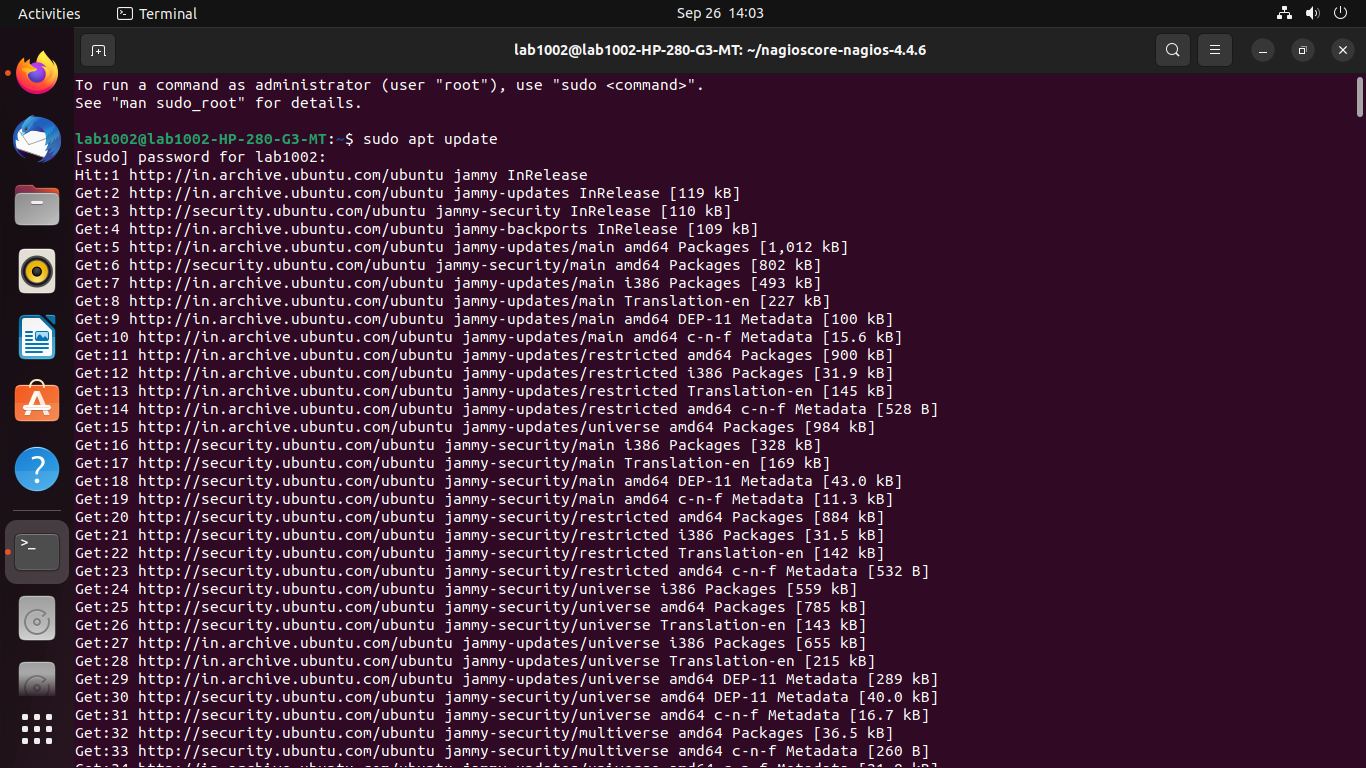 Activities
Terminal
Sep 26 14:03
lab1002@lab1002-HP-280-G3-MT: ~/nagioscore-nagios-4.4.6
To run a command as administrator (user "root"), use "sudo <command>".
See "man sudo_root" for details.
lab1002@lab1002-HP-280-G3-MT:~$ sudo apt update
[sudo] password for lab1002:
Hit:1 http://in.archive.ubuntu.com/ubuntu jammy InRelease
Get:2 http://in.archive.ubuntu.com/ubuntu jammy-updates InRelease [119 kB]
Get:3 http://security.ubuntu.com/ubuntu jammy-security InRelease [110 kB]
Get:4 http://in.archive.ubuntu.com/ubuntu jammy-backports InRelease [109 kB]
Get:5 http://in.archive.ubuntu.com/ubuntu jammy-updates/main amd64 Packages [1,012 kB]
Get:6 http://security.ubuntu.com/ubuntu jammy-security/main amd64 Packages [802 kB]
Get:7 http://in.archive.ubuntu.com/ubuntu jammy-updates/main i386 Packages [493 kB]
Get:8 http://in.archive.ubuntu.com/ubuntu jammy-updates/main Translation-en [227 kB]
Get:9 http://in.archive.ubuntu.com/ubuntu jammy-updates/main amd64 DEP-11 Metadata [100 kB]
Get:10 http://in.archive.ubuntu.com/ubuntu jammy-updates/main amd64 c-n-f Metadata [15.6 kB]
Get:11 http://in.archive.ubuntu.com/ubuntu jammy-updates/restricted amd64 Packages [900 kB]
Get:12 http://in.archive.ubuntu.com/ubuntu jammy-updates/restricted i386 Packages [31.9 kB]
Get:13 http://in.archive.ubuntu.com/ubuntu jammy-updates/restricted Translation-en [145 kB]
Get:14 http://in.archive.ubuntu.com/ubuntu jammy-updates/restricted amd64 c-n-f Metadata [528 B]
Get:15 http://in.archive.ubuntu.com/ubuntu jammy-updates/universe amd64 Packages [984 kB]
Get:16 http://security.ubuntu.com/ubuntu jammy-security/main i386 Packages [328 kB]
Get:17 http://security.ubuntu.com/ubuntu jammy-security/main Translation-en [169 kB]
Get:18 http://security.ubuntu.com/ubuntu jammy-security/main amd64 DEP-11 Metadata [43.0 kB]
Get:19 http://security.ubuntu.com/ubuntu jammy-security/main amd64 c-n-f Metadata [11.3 kB]
Get:20 http://security.ubuntu.com/ubuntu jammy-security/restricted amd64 Packages [884 kB]
Get:21 http://security.ubuntu.com/ubuntu jammy-security/restricted i386 Packages [31.5 kB]
Get:22 http://security.ubuntu.com/ubuntu jammy-security/restricted Translation-en [142 kB]
Get:23 http://security.ubuntu.com/ubuntu jammy-security/restricted amd64 c-n-f Metadata [532 B]
Get:24 http://security.ubuntu.com/ubuntu jammy-security/universe i386 Packages [559 kB]
Get:25 http://security.ubuntu.com/ubuntu jammy-security/universe amd64 Packages [785 kB]
Get:26 http://security.ubuntu.com/ubuntu jammy-security/universe Translation-en [143 kB]
Get:27 http://in.archive.ubuntu.com/ubuntu jammy-updates/universe i386 Packages [655 kB]
Get:28 http://in.archive.ubuntu.com/ubuntu jammy-updates/universe Translation-en [215 kB]
Get:29 http://in.archive.ubuntu.com/ubuntu jammy-updates/universe amd64 DEP-11 Metadata [289 kB]
Get:30 http://security.ubuntu.com/ubuntu jammy-security/universe amd64 DEP-11 Metadata [40.0 kB]
Get:31 http://security.ubuntu.com/ubuntu jammy-security/universe amd64 c-n-f Metadata [16.7 kB]
Get:32 http://security.ubuntu.com/ubuntu jammy-security/multiverse amd64 Packages [36.5 kB]
Get:33 http://security.ubuntu.com/ubuntu jammy-security/multiverse amd64 c-n-f Metadata [260 B]